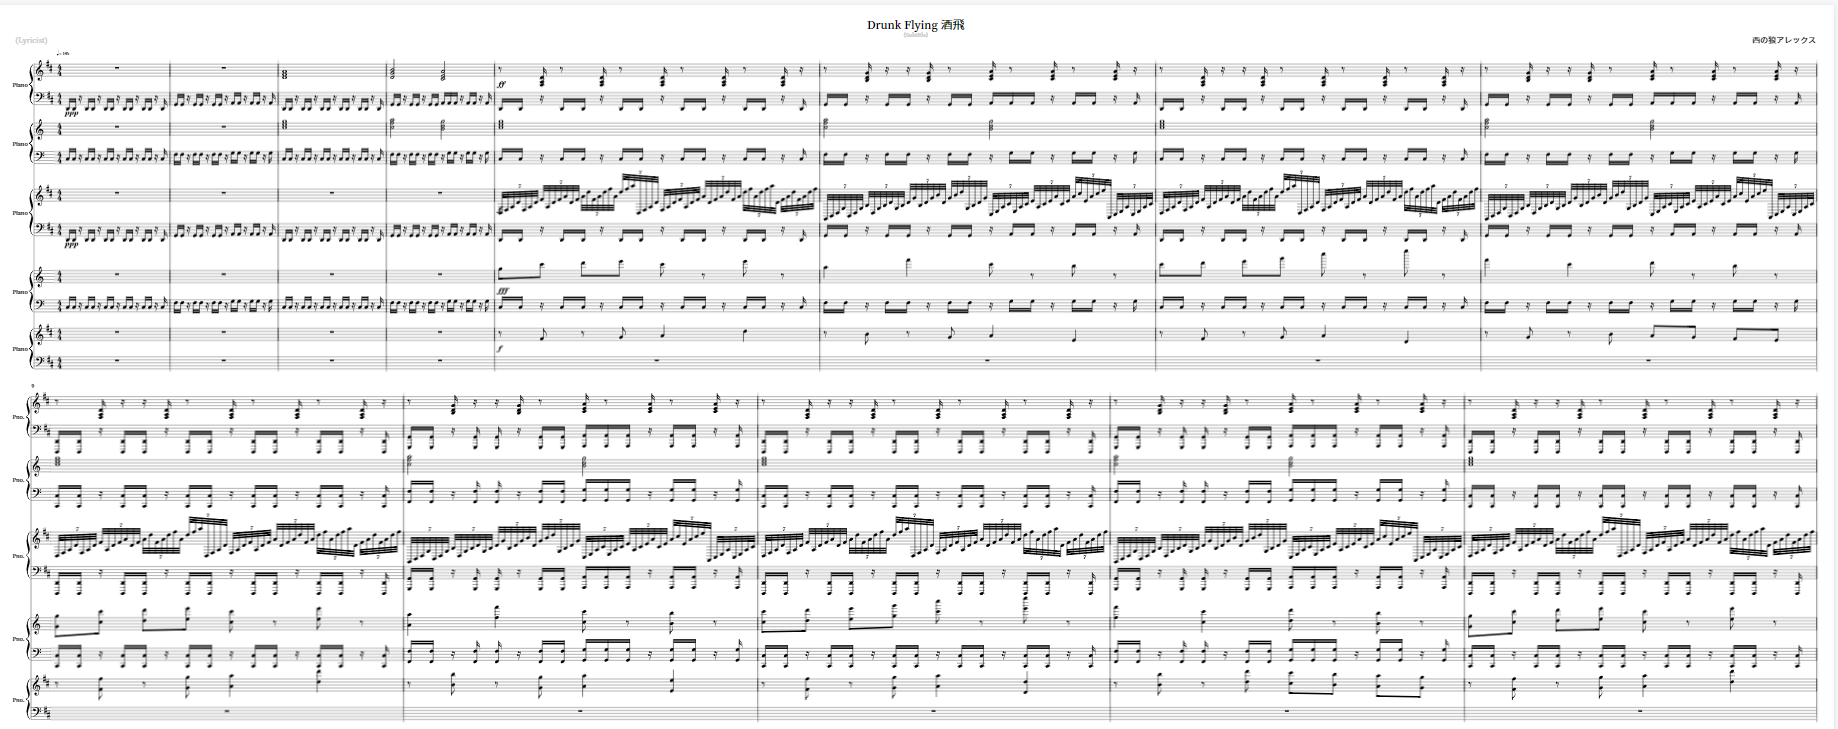 Drunk Flying 酒飛
(Subtitle)
(Lyricist)
西の狼アレックス
Piano
ppp
ff
Piano
Piano
ppp
Piano
fff
Piano
f
9
Pno.
Pno.
Pno.
Pno.
Pno.